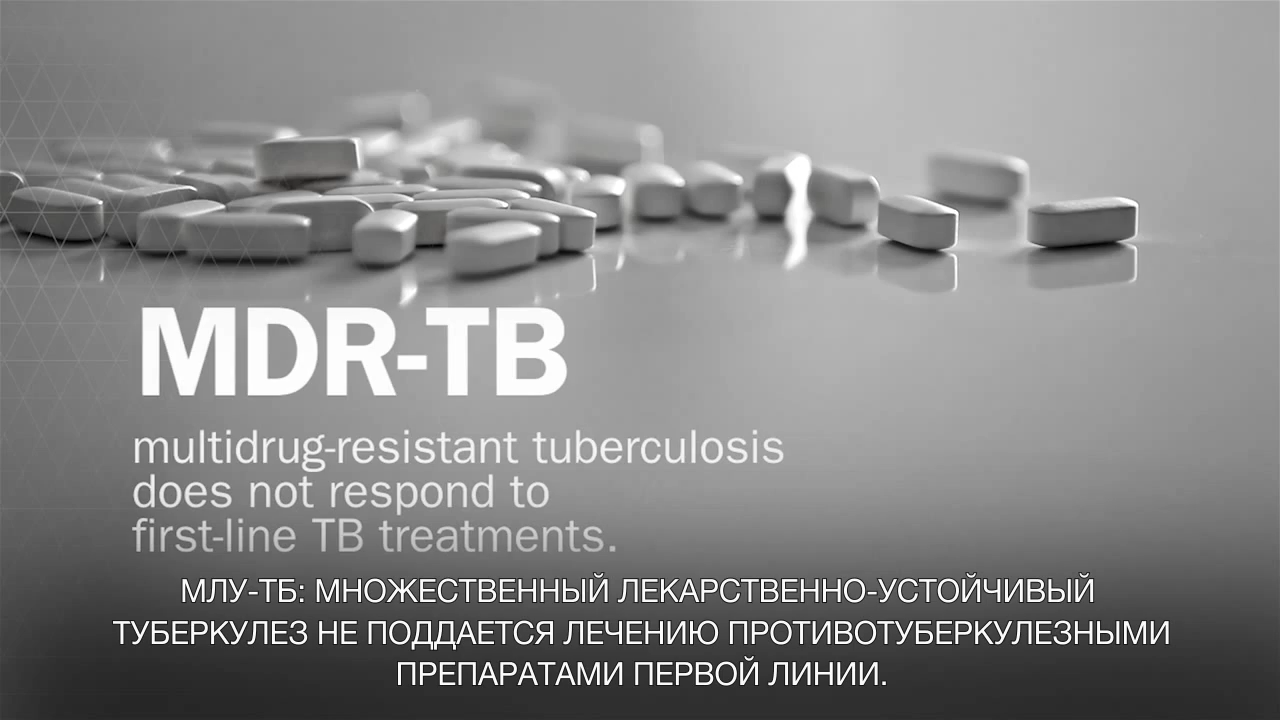 MDR-TB
multidrug-resistant tuberculosis
does not respond to
first-line TB treatments.
МЛУ-ТБ: МНОЖЕСТВЕННЫЙ ЛЕКАРСТВЕННО-УСТОЙЧИВЫЙ
ТУБЕРКУЛЕЗ НЕ ПОДДАЕТСЯ ЛЕЧЕНИЮ ПРОТИВОТУБЕРКУЛЕЗНЫМИ
ПРЕПАРАТАМИ ПЕРВОЙ ЛИНИИ.